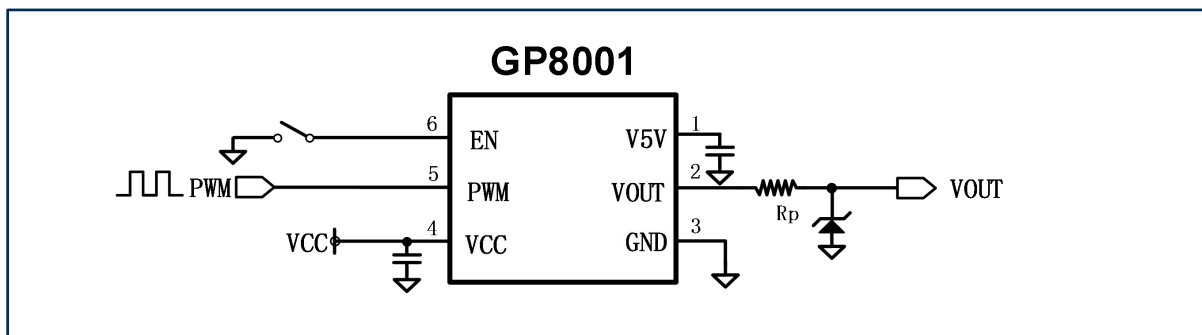 GP8001
6 EN V5V 1
PWM 5 PWM VOUT 2 VOUT
Rp
VCC 4 VCC GND 3